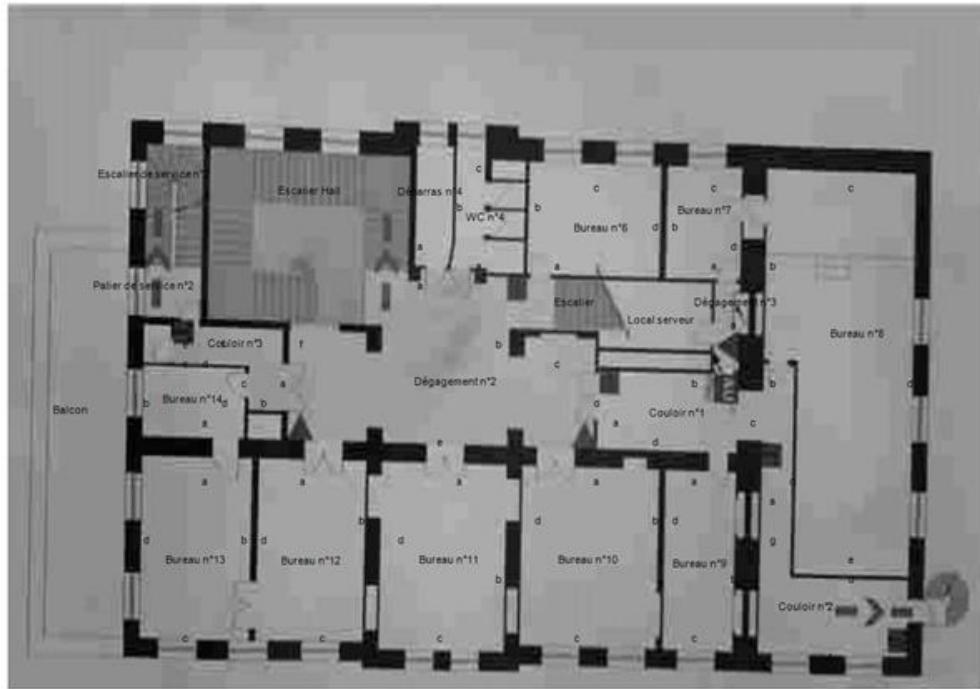 Escalier de service n°
Escalier Hall
Débarras n°4
WC n°4
Bureau n°6
Bureau n°7
Palier de service n°2
Escalier
Local serveur
Dégagement n°3
Bureau n°8
Couloir n°3
Dégagement n°2
Bureau n°14
Balcon
Couloir n°1
Bureau n°13
Bureau n°12
Bureau n°11
Bureau n°10
Bureau n°9
Couloir n°2